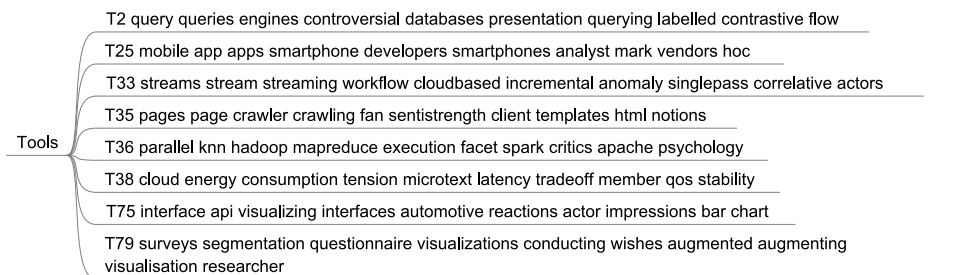 T2 query queries engines controversial databases presentation querying labelled contrastive flow
T25 mobile app apps smartphone developers smartphones analyst mark vendors hoc
T33 streams stream streaming workflow cloudbased incremental anomaly singlepass correlative actors
T35 pages page crawler crawling fan sentistrength client templates html notions
Tools
T36 parallel knn hadoop mapreduce execution facet spark critics apache psychology
T38 cloud energy consumption tension microtext latency tradeoff member qos stability
T75 interface api visualizing interfaces automotive reactions actor impressions bar chart
T79 surveys segmentation questionnaire visualizations conducting wishes augmented augmenting
visualisation researcher